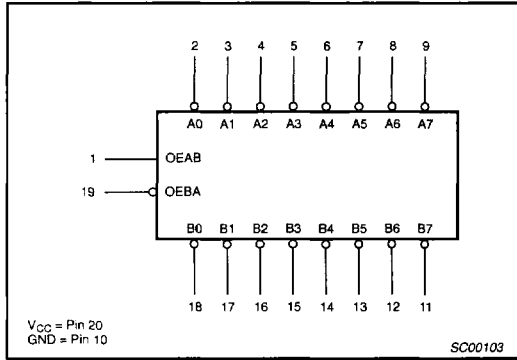 2 3 4 5 6 7 8 9
A0 A1 A2 A3 A4 A5 A6 A7
1 OEAB
19 OEBA
B0 B1 B2 B3 B4 B5 B6 B7
18 17 16 15 14 13 12 11
VCC = Pin 20
GND = Pin 10
SC00103